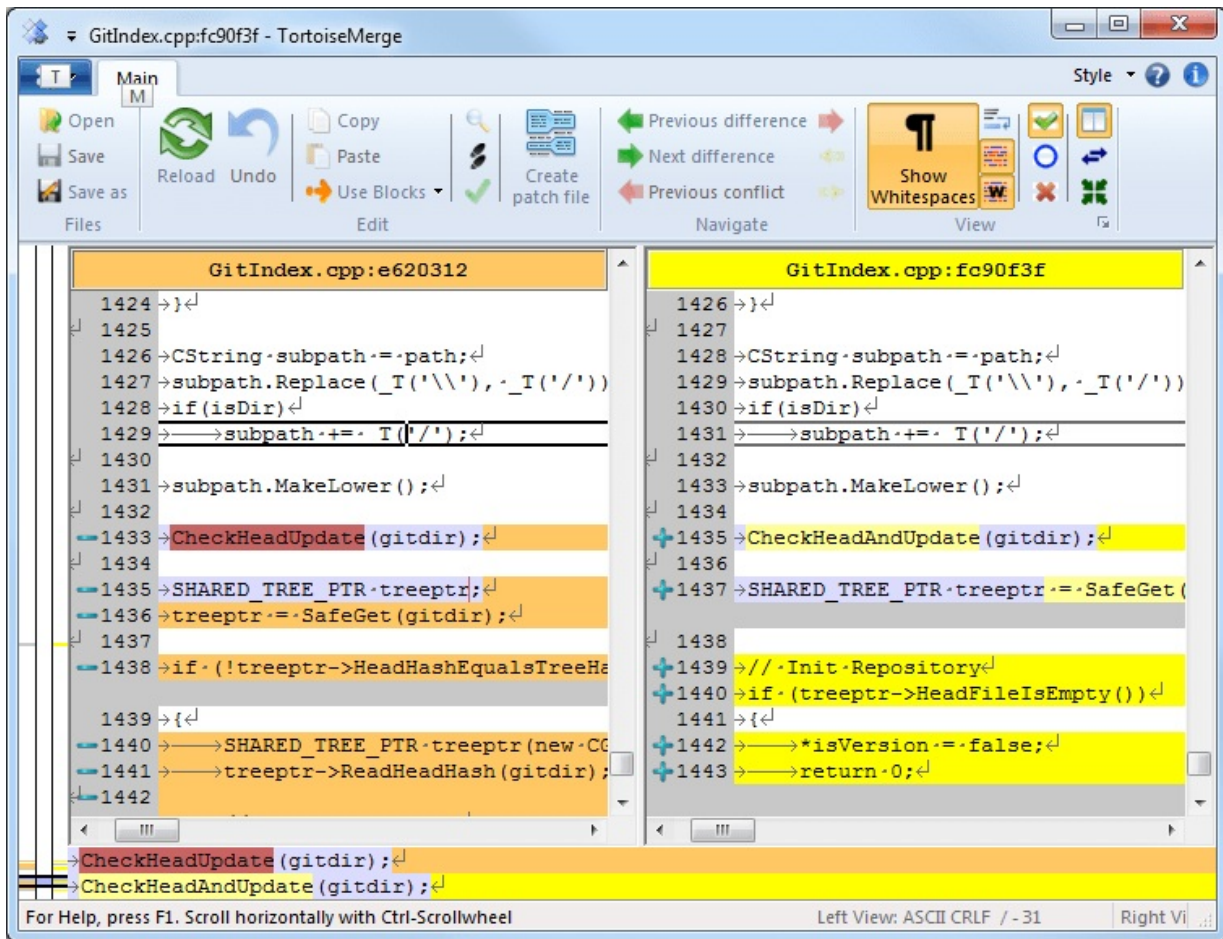 GitIndex.cpp:fc90f3f - TortoiseMerge
T
Main
M
Style
Open
Save
Save as
Files
Reload
Undo
Copy
Paste
Use Blocks
Edit
Create
patch file
Previous difference
Next difference
Previous conflict
Navigate
Show
Whitespaces
W
View
GitIndex.cpp:e620312
1424 →}↲
1425 ↲
1426 →CString·subpath·=·path;↲
1427 →subpath.Replace(_T('\\'),·_T('/'))
1428 →if(isDir)↲
1429 →→subpath·+=· T('/');↲
1430 ↲
1431 →subpath.MakeLower();↲
1432 ↲
1433 →CheckHeadUpdate(gitdir);↲
1434 ↲
1435 →SHARED_TREE_PTR·treeptr;↲
1436 →treeptr·=·SafeGet(gitdir);↲
1437 ↲
1438 →if·(!treeptr->HeadHashEqualsTreeHa
1439 →{↲
1440 →→SHARED_TREE_PTR·treeptr(new·CG
1441 →→treeptr->ReadHeadHash(gitdir);
1442 ↲
GitIndex.cpp:fc90f3f
1426 →}↲
1427 ↲
1428 →CString·subpath·=·path;↲
1429 →subpath.Replace(_T('\\'),·_T('/'))
1430 →if(isDir)↲
1431 →→subpath·+=· T('/');↲
1432 ↲
1433 →subpath.MakeLower();↲
1434 ↲
1435 →CheckHeadAndUpdate(gitdir);↲
1436 ↲
1437 →SHARED_TREE_PTR·treeptr·=·SafeGet(
1438 ↲
1439 →//·Init·Repository↲
1440 →if·(treeptr->HeadFileIsEmpty())↲
1441 →{↲
1442 →→*isVersion·=·false;↲
1443 →→return·0;↲
→CheckHeadUpdate(gitdir);↲
→CheckHeadAndUpdate(gitdir);↲
For Help, press F1. Scroll horizontally with Ctrl-Scrollwheel
Left View: ASCII CRLF / - 31
Right Vi